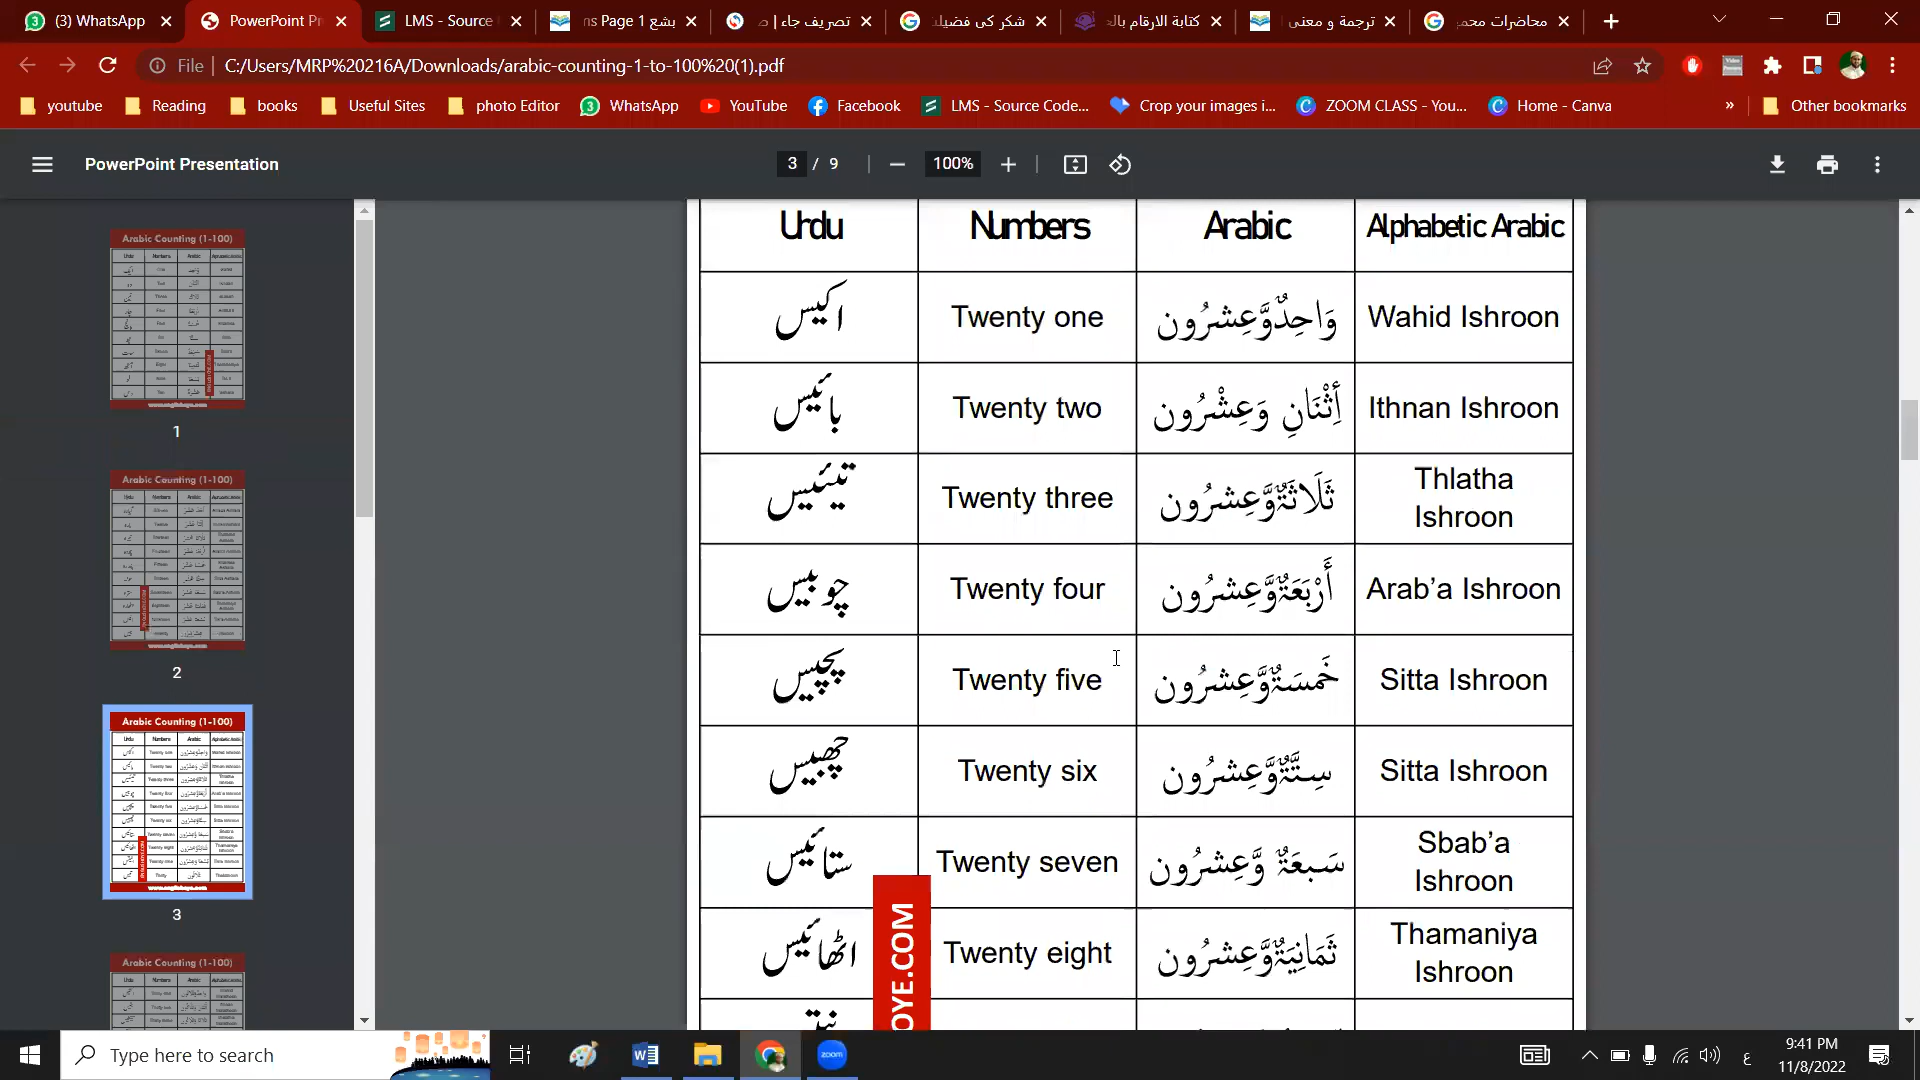 (3) WhatsApp
PowerPoint Pr
LMS - Source
ns Page 1 بشع
تصريف جاء | ص
شکر کی فضیلت
كتابة الارقام بالح
ترجمة و معنى
محاضرات محمد
File
C:/Users/MRP%20216A/Downloads/arabic-counting-1-to-100%20(1).pdf
youtube
Reading
books
Useful Sites
photo Editor
WhatsApp
YouTube
Facebook
LMS - Source Code...
Crop your images i...
ZOOM CLASS - You...
Home - Canva
»
Other bookmarks
PowerPoint Presentation
3 / 9
100%
Arabic Counting (1-100)
1
Arabic Counting (1-100)
2
Arabic Counting (1-100)
3
Arabic Counting (1-100)
Urdu Numbers Arabic Alphabetic Arabic
اکیس Twenty one وَاحِدٌوَّعِشرُون Wahid Ishroon
بائیس Twenty two أِثْنَانِ وَعِشْرُون Ithnan Ishroon
تیئیس Twenty three ثَلَاثَةٌوَّعِشرُون Thlatha
Ishroon
چوبیس Twenty four أَرْبَعَةٌوَّعِشرُون Arab’a Ishroon
پچیس Twenty five خَمسَةٌوَّعِشرُون Sitta Ishroon
چھبیس Twenty six سِتَّةٌوَّعِشرُون Sitta Ishroon
ستائیس Twenty seven سَبعَةٌ وَّعِشرُون Sbab’a
Ishroon
اٹھائیس Twenty eight ثَمَانِيَةٌوَّعِشرُون Thamaniya
Ishroon
OYE.COM
Type here to search
zoom
ع
9:41 PM
11/8/2022